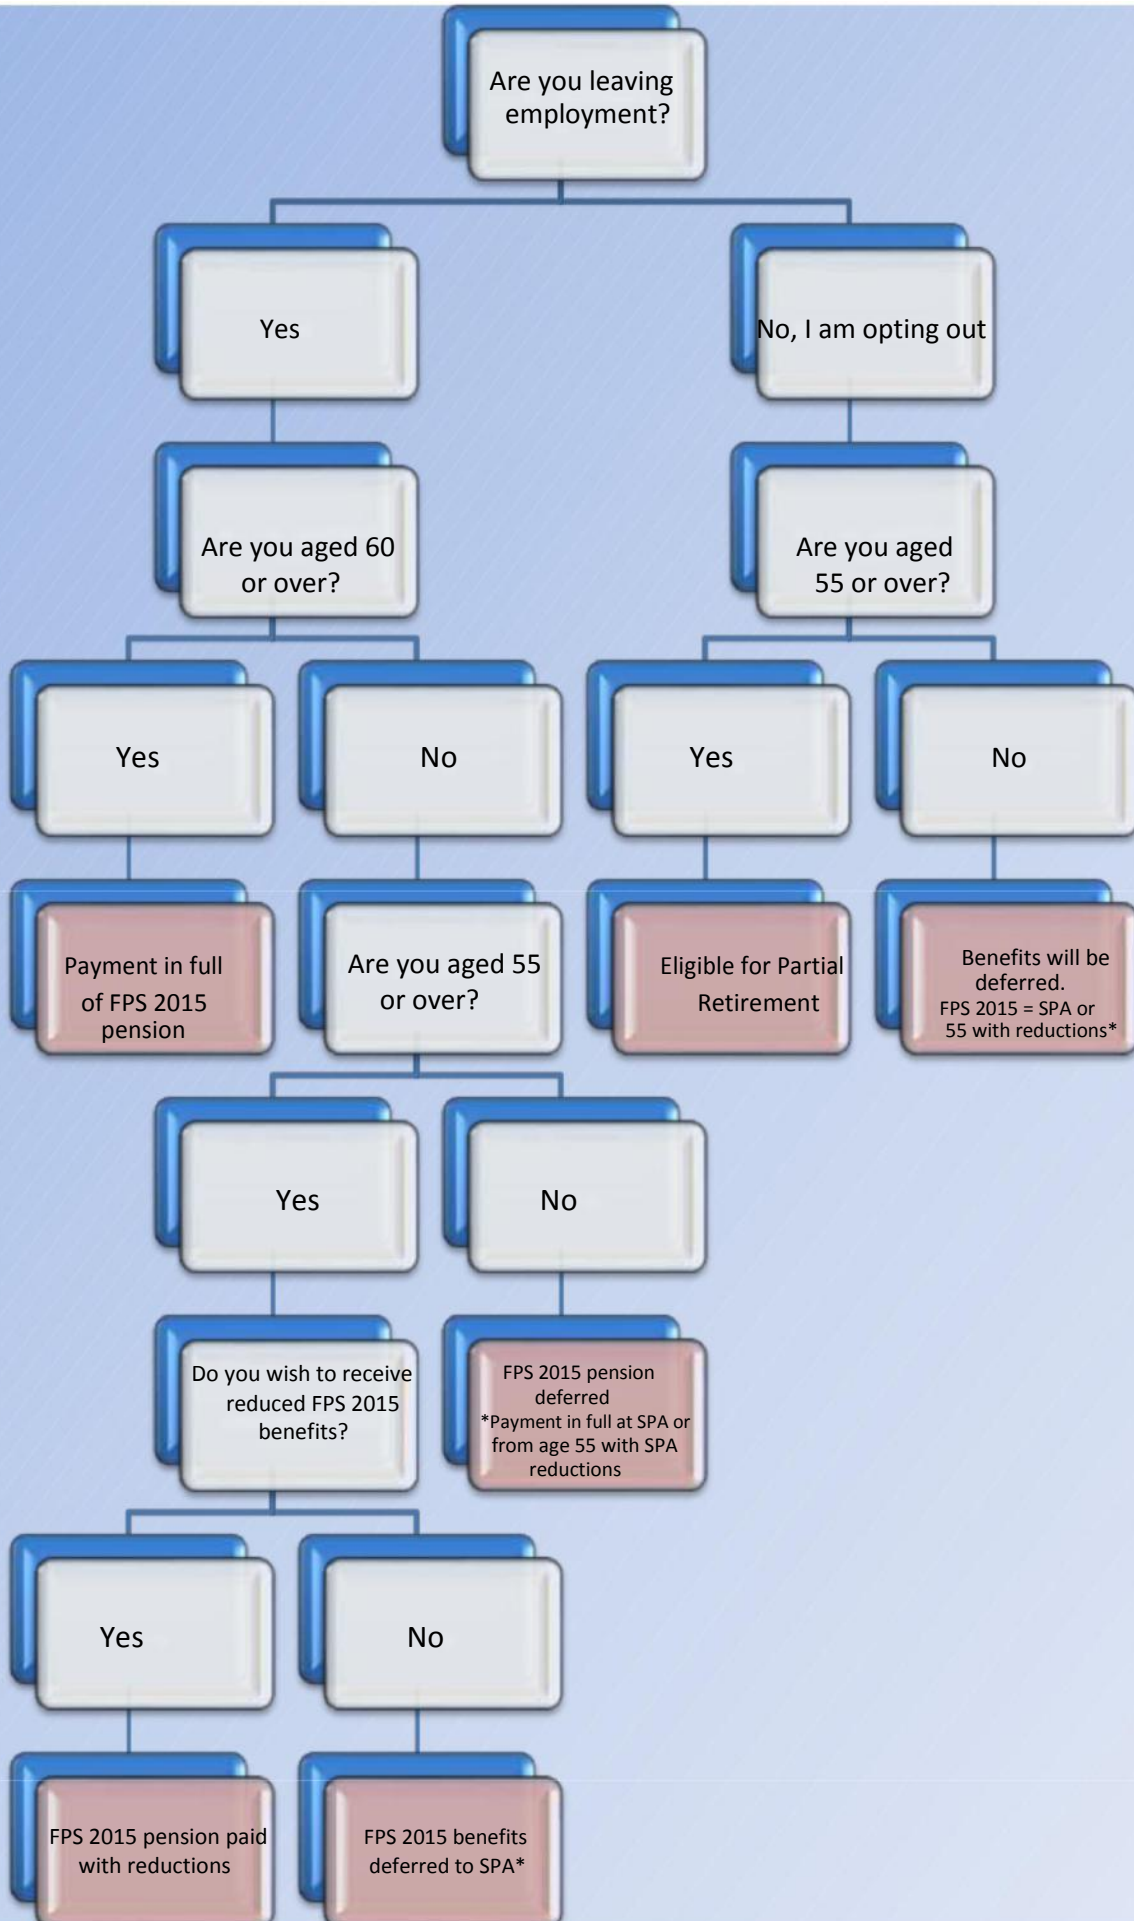 Are you leaving
employment?
Yes
No, I am opting out
Are you aged 60
or over?
Are you aged
55 or over?
Yes
No
Yes
No
Payment in full
of FPS 2015
pension
Are you aged 55
or over?
Eligible for Partial
Retirement
Benefits will be
deferred.
FPS 2015 = SPA or
55 with reductions*
Yes
No
Do you wish to receive
reduced FPS 2015
benefits?
FPS 2015 pension
deferred
*Payment in full at SPA or
from age 55 with SPA
reductions
Yes
No
FPS 2015 pension paid
with reductions
FPS 2015 benefits
deferred to SPA*